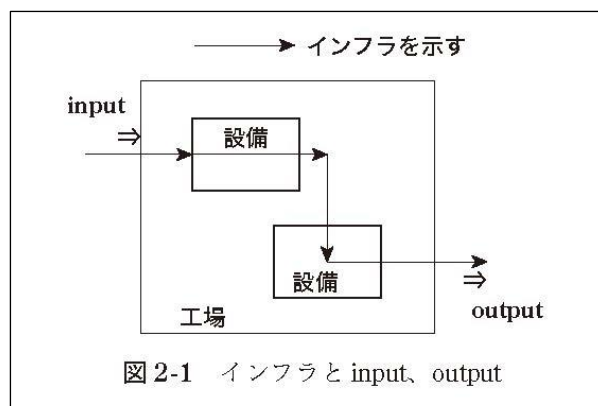 インフラを示す
input
⇒
設備
設備
⇒
output
工場
図 2-1　インフラと input、output